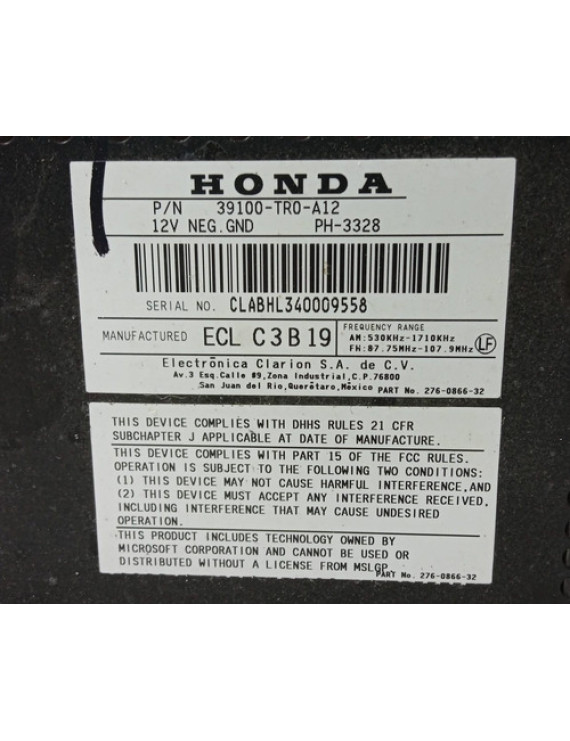 HONDA
P/N 39100-TR0-A12
12V NEG.GND PH-3328
SERIAL NO. CLABHL340009558
MANUFACTURED ECL C3B19
FREQUENCY RANGE
AM:530KHz-1710KHz
FM:87.75MHz-107.9MHz
LF
Electrónica Clarion S.A. de C.V.
Av.3 Esq.Calle #9,Zona Industrial,C.P.76800
San Juan del Rio,Querétaro,México PART No. 276-0866-32
THIS DEVICE COMPLIES WITH DHHS RULES 21 CFR
SUBCHAPTER J APPLICABLE AT DATE OF MANUFACTURE.
THIS DEVICE COMPLIES WITH PART 15 OF THE FCC RULES.
OPERATION IS SUBJECT TO THE FOLLOWING TWO CONDITIONS:
(1) THIS DEVICE MAY NOT CAUSE HARMFUL INTERFERENCE,AND
(2) THIS DEVICE MUST ACCEPT ANY INTERFERENCE RECEIVED,
INCLUDING INTERFERENCE THAT MAY CAUSE UNDESIRED
OPERATION.
THIS PRODUCT INCLUDES TECHNOLOGY OWNED BY
MICROSOFT CORPORATION AND CANNOT BE USED OR
DISTRIBUTED WITHOUT A LICENSE FROM MSLGP.
PART No. 276-0866-32